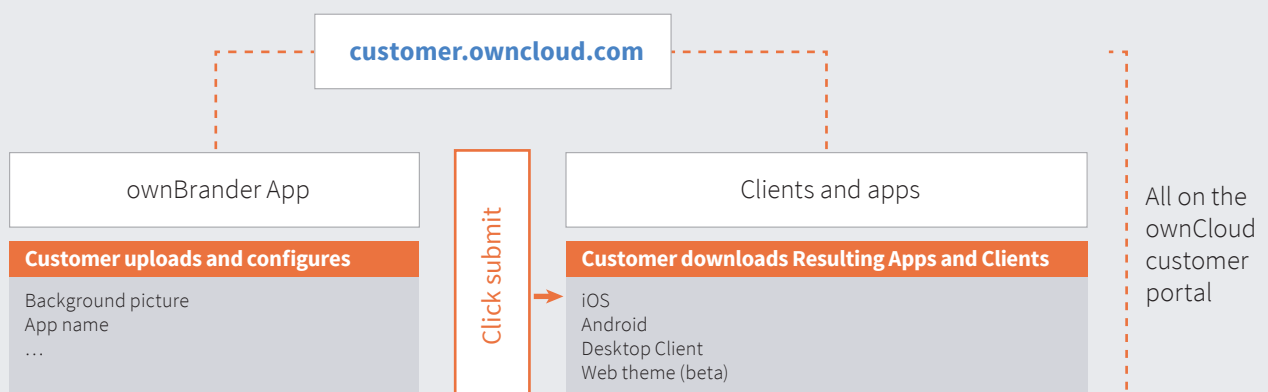 customer.owncloud.com
ownBrander App
Customer uploads and configures
Background picture
App name
…
Click submit
Clients and apps
Customer downloads Resulting Apps and Clients
iOS
Android
Desktop Client
Web theme (beta)
All on the
ownCloud
customer
portal